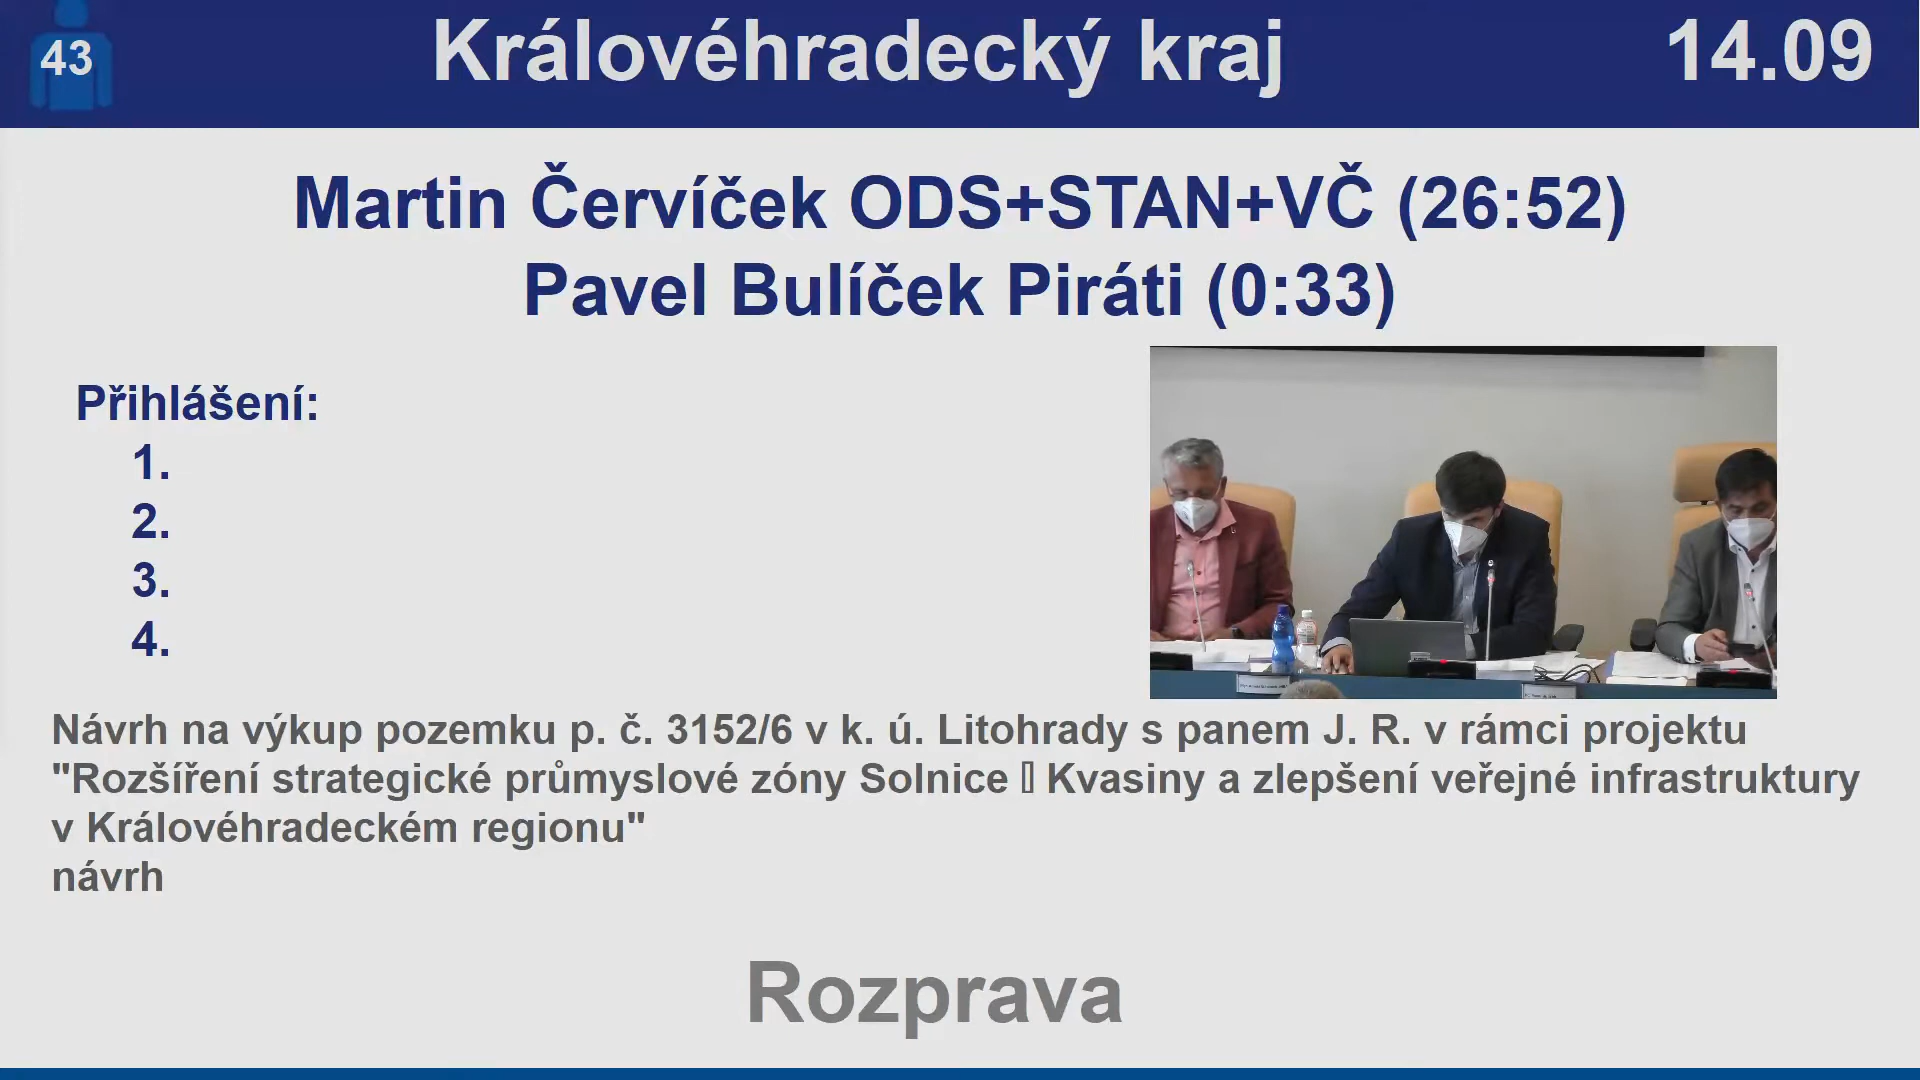 43
Královéhradecký kraj
14.09
Martin Červíček ODS+STAN+VČ (26:52)
Pavel Bulíček Piráti (0:33)
Přihlášení:
1.
2.
3.
4.
Návrh na výkup pozemku p. č. 3152/6 v k. ú. Litohrady s panem J. R. v rámci projektu
"Rozšíření strategické průmyslové zóny Solnice ▯ Kvasiny a zlepšení veřejné infrastruktury
v Královéhradeckém regionu"
návrh
Rozprava